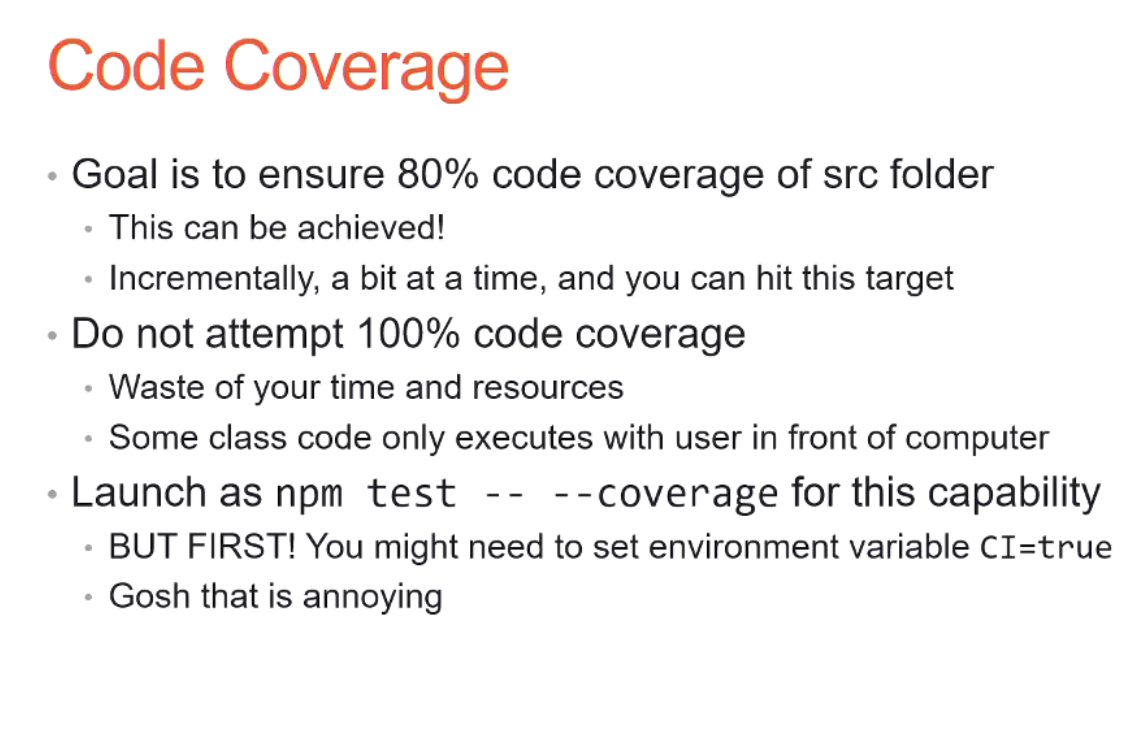 Code Coverage
• Goal is to ensure 80% code coverage of src folder
• This can be achieved!
• Incrementally, a bit at a time, and you can hit this target
• Do not attempt 100% code coverage
• Waste of your time and resources
• Some class code only executes with user in front of computer
• Launch as npm test -- --coverage for this capability
• BUT FIRST! You might need to set environment variable CI=true
• Gosh that is annoying